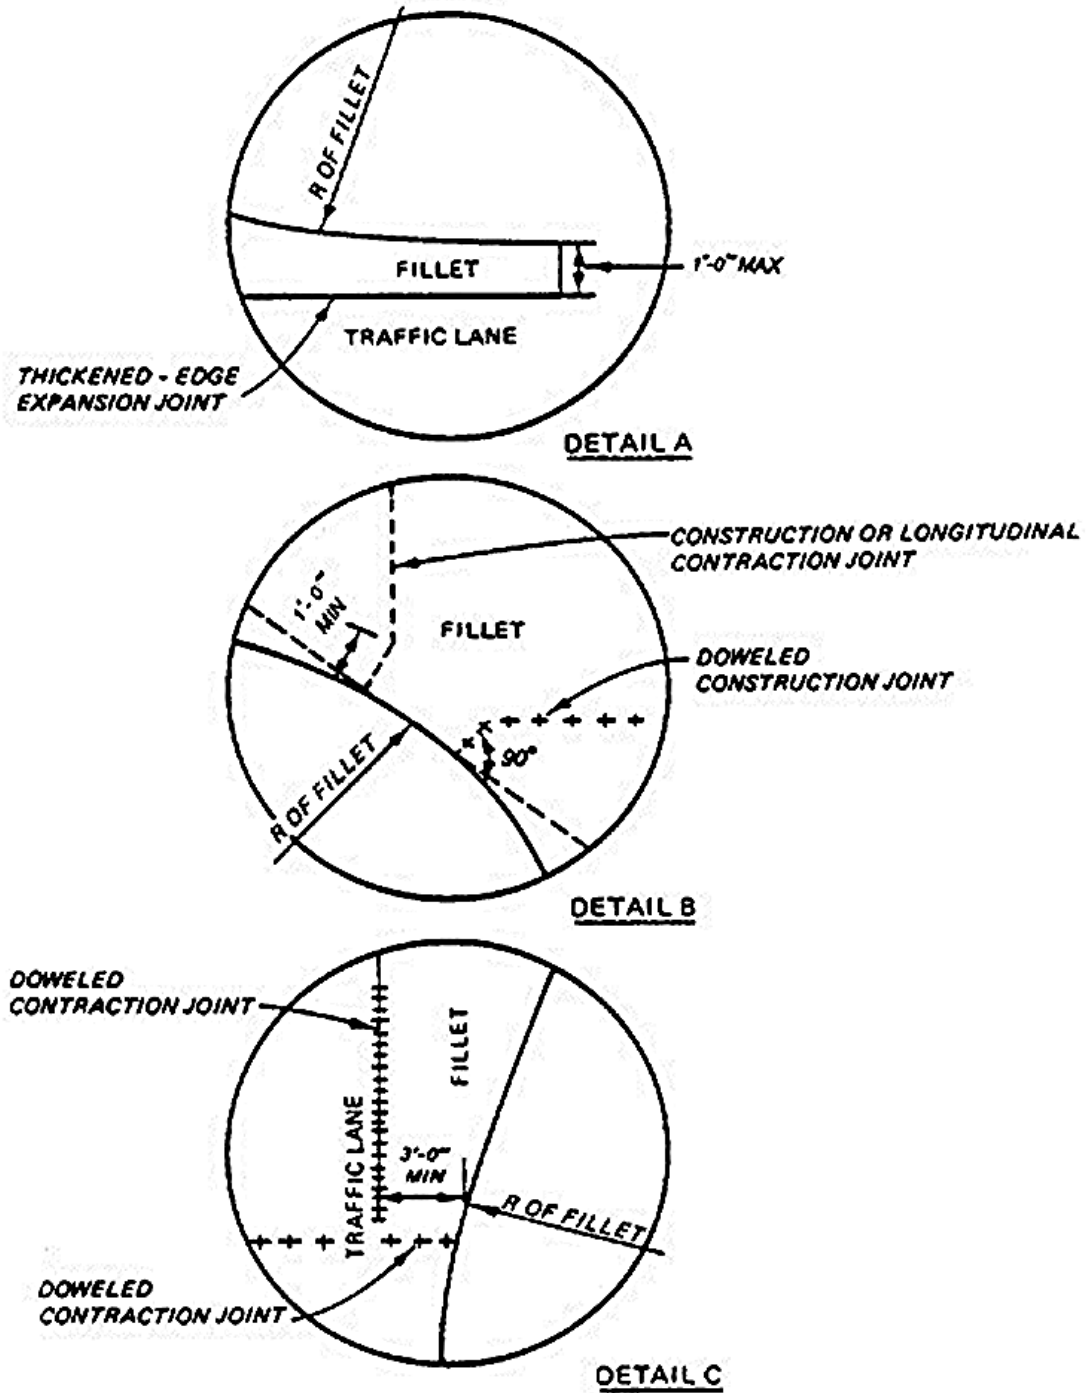 R OF FILLET
FILLET
1'-0" MAX
TRAFFIC LANE
THICKENED - EDGE
EXPANSION JOINT
DETAIL A
CONSTRUCTION OR LONGITUDINAL
CONTRACTION JOINT
1'-0"
MIN
FILLET
DOWELED
CONSTRUCTION JOINT
90°
R OF FILLET
DETAIL B
DOWELED
CONTRACTION JOINT
FILLET
TRAFFIC LANE
3'-0"
MIN
R OF FILLET
DOWELED
CONTRACTION JOINT
DETAIL C